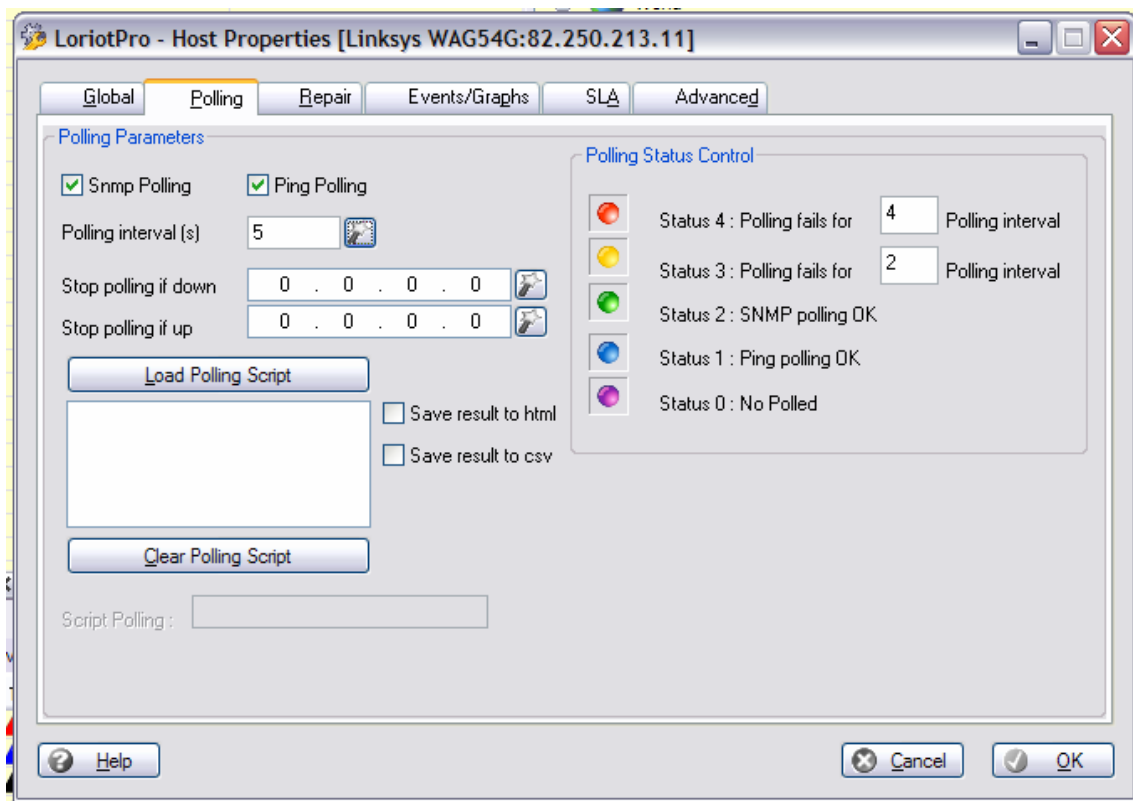 LoriotPro - Host Properties [Linksys WAG54G:82.250.213.11]
Global Polling Repair Events/Graphs SLA Advanced
Polling Parameters
Snmp Polling Ping Polling
Polling interval (s) 5
Stop polling if down 0 . 0 . 0 . 0
Stop polling if up 0 . 0 . 0 . 0
Load Polling Script
Save result to html
Save result to csv
Clear Polling Script
Script Polling :
Polling Status Control
Status 4 : Polling fails for 4 Polling interval
Status 3 : Polling fails for 2 Polling interval
Status 2 : SNMP polling OK
Status 1 : Ping polling OK
Status 0 : No Polled
Help Cancel OK